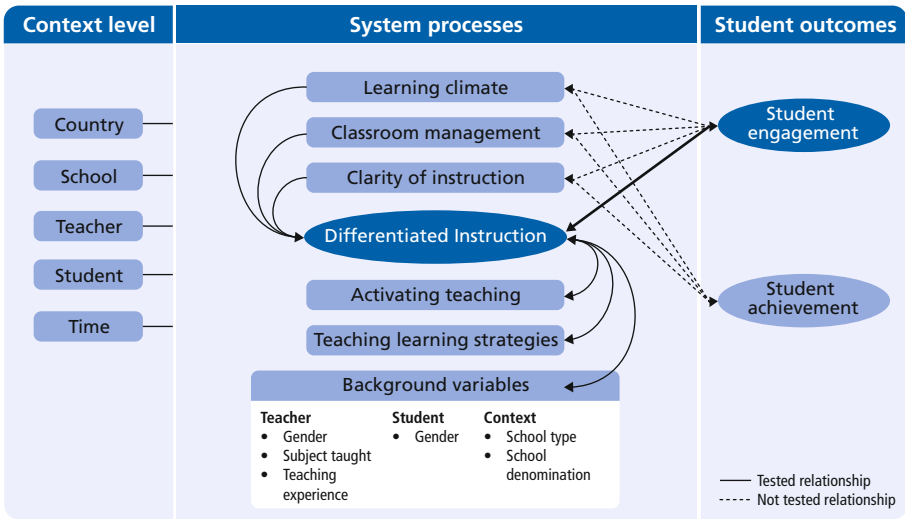 Context level
System processes
Student outcomes
Country
School
Teacher
Student
Time
Learning climate
Classroom management
Clarity of instruction
Differentiated Instruction
Activating teaching
Teaching learning strategies
Background variables
Teacher
• Gender
• Subject taught
• Teaching
experience
Student
• Gender
Context
• School type
• School
denomination
Student
engagement
Student
achievement
Tested relationship
Not tested relationship